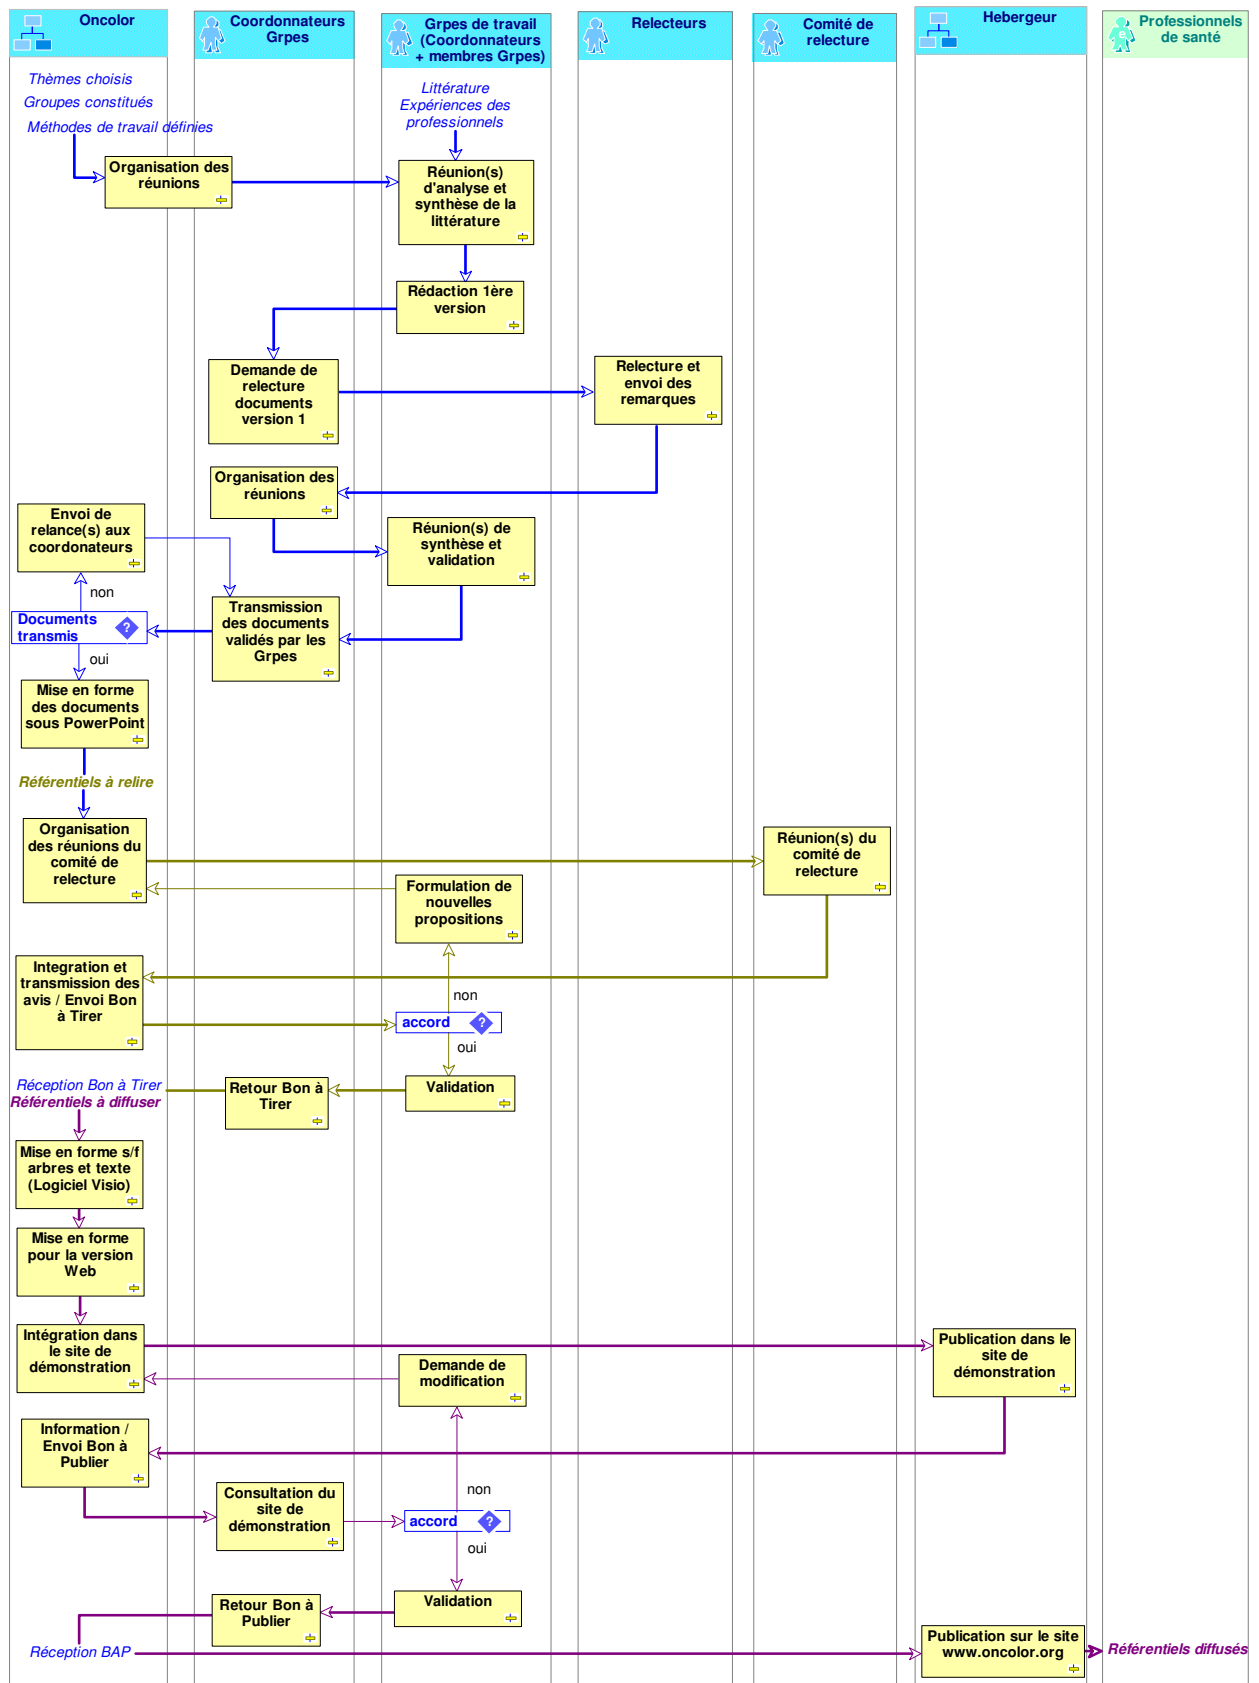 Oncolor
Coordonnateurs
Grpes
Grpes de travail
(Coordonnateurs
+ membres Grpes)
Relecteurs
Comité de
relecture
Hebergeur
Professionnels
de santé
e
Thèmes choisis
Groupes constitués
Méthodes de travail définies
Littérature
Expériences des
professionnels
Organisation des
réunions
Réunion(s)
d'analyse et
synthèse de la
littérature
Rédaction 1ère
version
Demande de
relecture
documents
version 1
Relecture et
envoi des
remarques
Organisation des
réunions
Envoi de
relance(s) aux
coordonateurs
Réunion(s) de
synthèse et
validation
non
Documents
transmis
?
Transmission
des documents
validés par les
Grpes
oui
Mise en forme
des documents
sous PowerPoint
Référentiels à relire
Organisation
des réunions du
comité de
relecture
Réunion(s) du
comité de
relecture
Formulation de
nouvelles
propositions
Integration et
transmission des
avis / Envoi Bon
à Tirer
non
accord
?
oui
Réception Bon à Tirer
Référentiels à diffuser
Retour Bon à
Tirer
Validation
Mise en forme s/f
arbres et texte
(Logiciel Visio)
Mise en forme
pour la version
Web
Intégration dans
le site de
démonstration
Publication dans le
site de
démonstration
Demande de
modification
Information /
Envoi Bon à
Publier
non
Consultation du
site de
démonstration
accord
?
oui
Retour Bon à
Publier
Validation
Réception BAP
Publication sur le site
www.oncolor.org
Référentiels diffusés